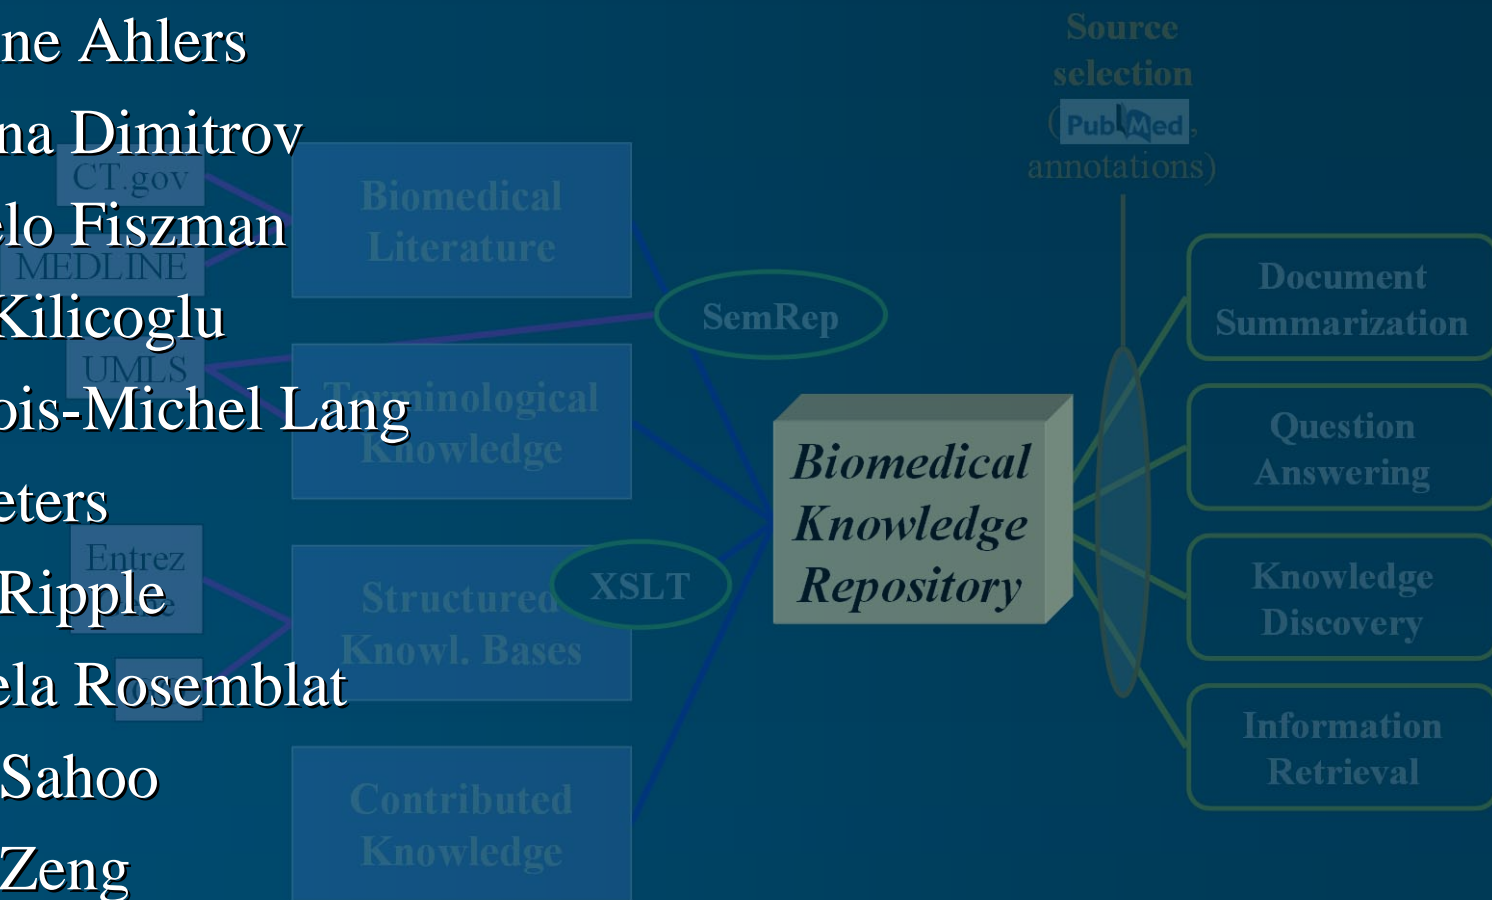 ne Ahlers
na Dimitrov
elo Fiszman
Kilicoglu
ois-Michel Lang
eters
Ripple
ela Rosemblat
Sahoo
Zeng
CT.gov
MEDLINE
UMLS
Entrez
Biomedical
Literature
Terminological
Knowledge
Structured
Knowl. Bases
Contributed
Knowledge
SemRep
XSLT
Biomedical
Knowledge
Repository
Source
selection
(PubMed,
annotations)
Document
Summarization
Question
Answering
Knowledge
Discovery
Information
Retrieval